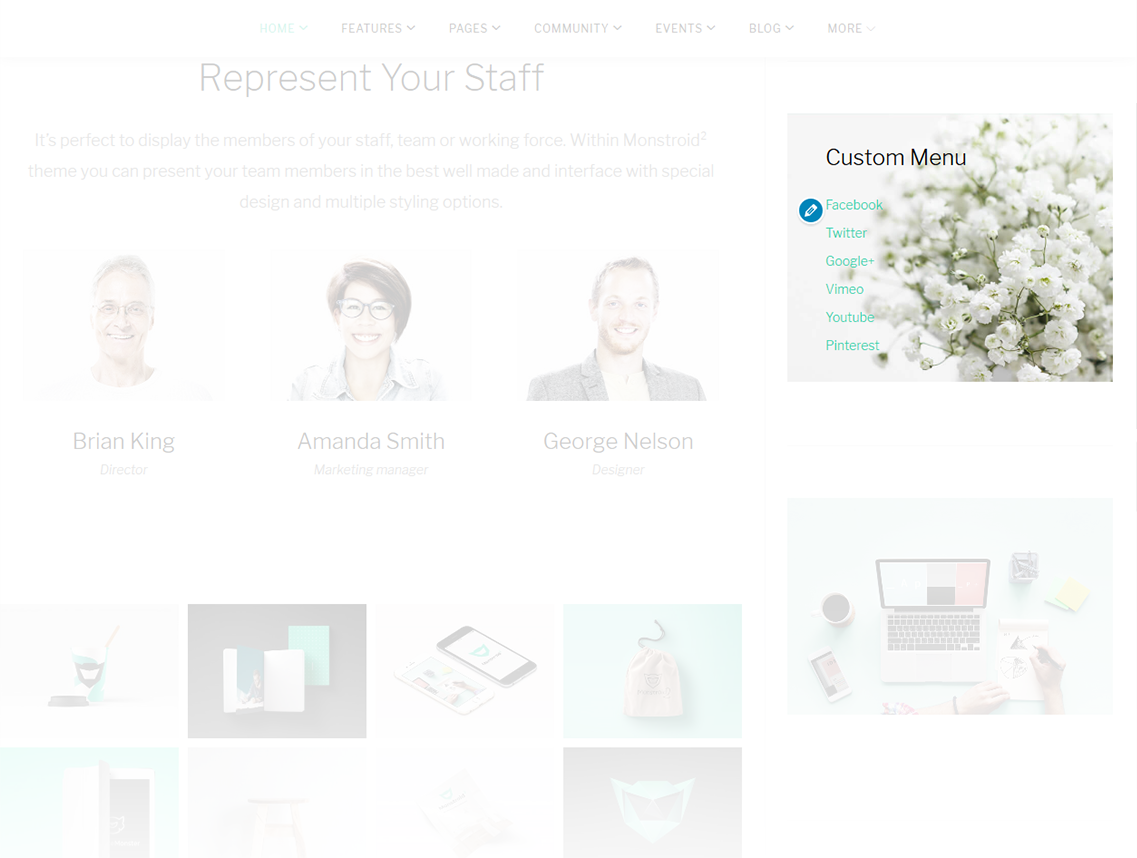 HOME FEATURES PAGES COMMUNITY EVENTS BLOG MORE
Represent Your Staff
It's perfect to display the members of your staff, team or working force. Within Monstroid²
theme you can present your team members in the best well made and interface with special
design and multiple styling options.
Brian King
Director
Amanda Smith
Marketing manager
George Nelson
Designer
Custom Menu
Facebook
Twitter
Google+
Vimeo
Youtube
Pinterest